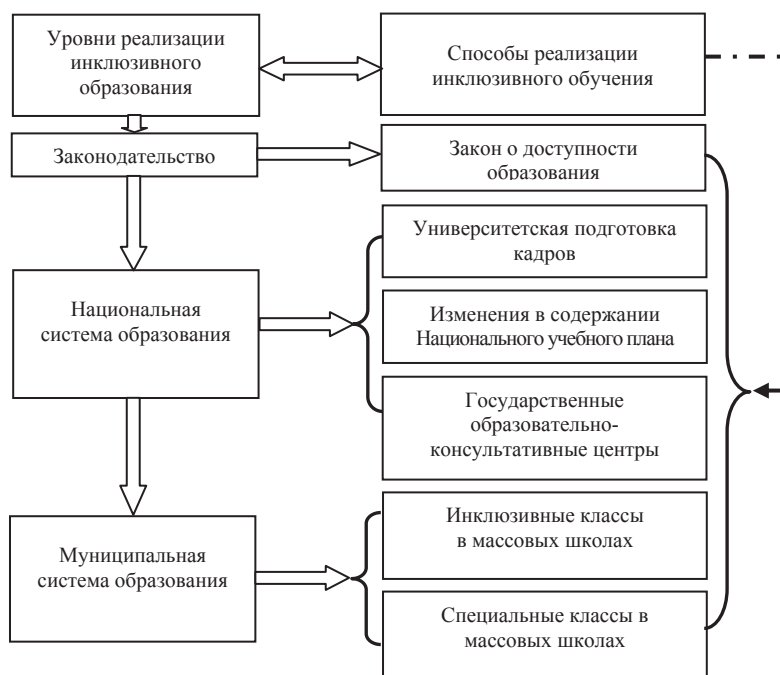 Уровни реализации
инклюзивного
образования
Способы реализации
инклюзивного обучения
Законодательство
Закон о доступности
образования
Университетская подготовка
кадров
Национальная
система образования
Изменения в содержании
Национального учебного плана
Государственные
образовательно-
консультативные центры
Муниципальная
система образования
Инклюзивные классы
в массовых школах
Специальные классы в
массовых школах